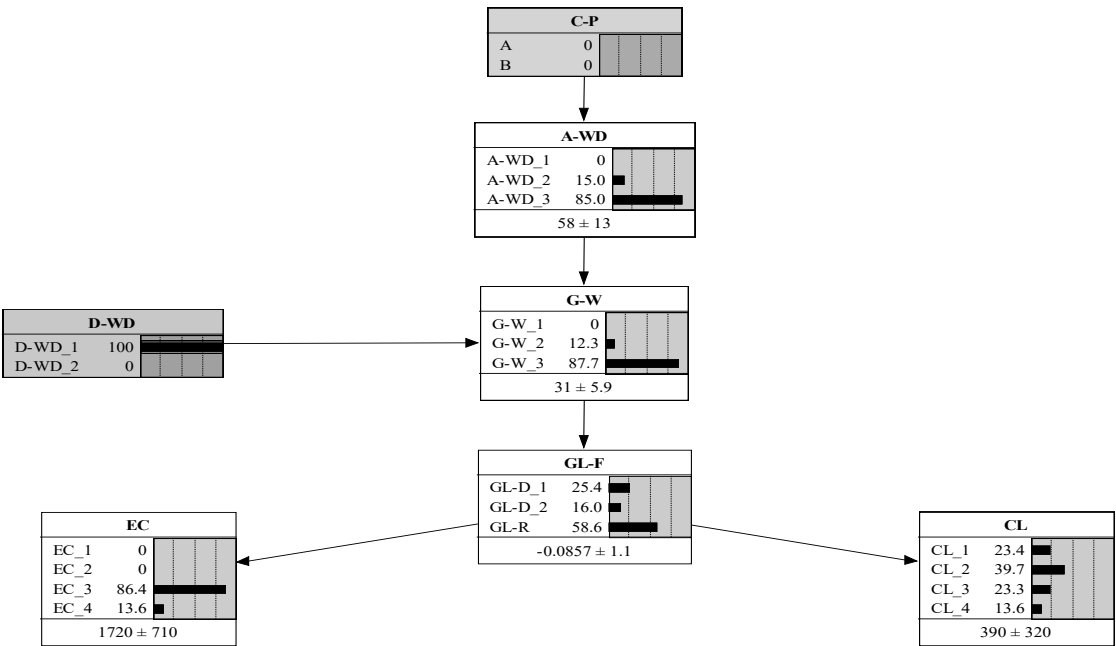 C-P
A 0
B 0
A-WD
A-WD_1 0
A-WD_2 15.0
A-WD_3 85.0
58 ± 13
D-WD
D-WD_1 100
D-WD_2 0
G-W
G-W_1 0
G-W_2 12.3
G-W_3 87.7
31 ± 5.9
GL-F
GL-D_1 25.4
GL-D_2 16.0
GL-R 58.6
-0.0857 ± 1.1
EC
EC_1 0
EC_2 0
EC_3 86.4
EC_4 13.6
1720 ± 710
CL
CL_1 23.4
CL_2 39.7
CL_3 23.3
CL_4 13.6
390 ± 320